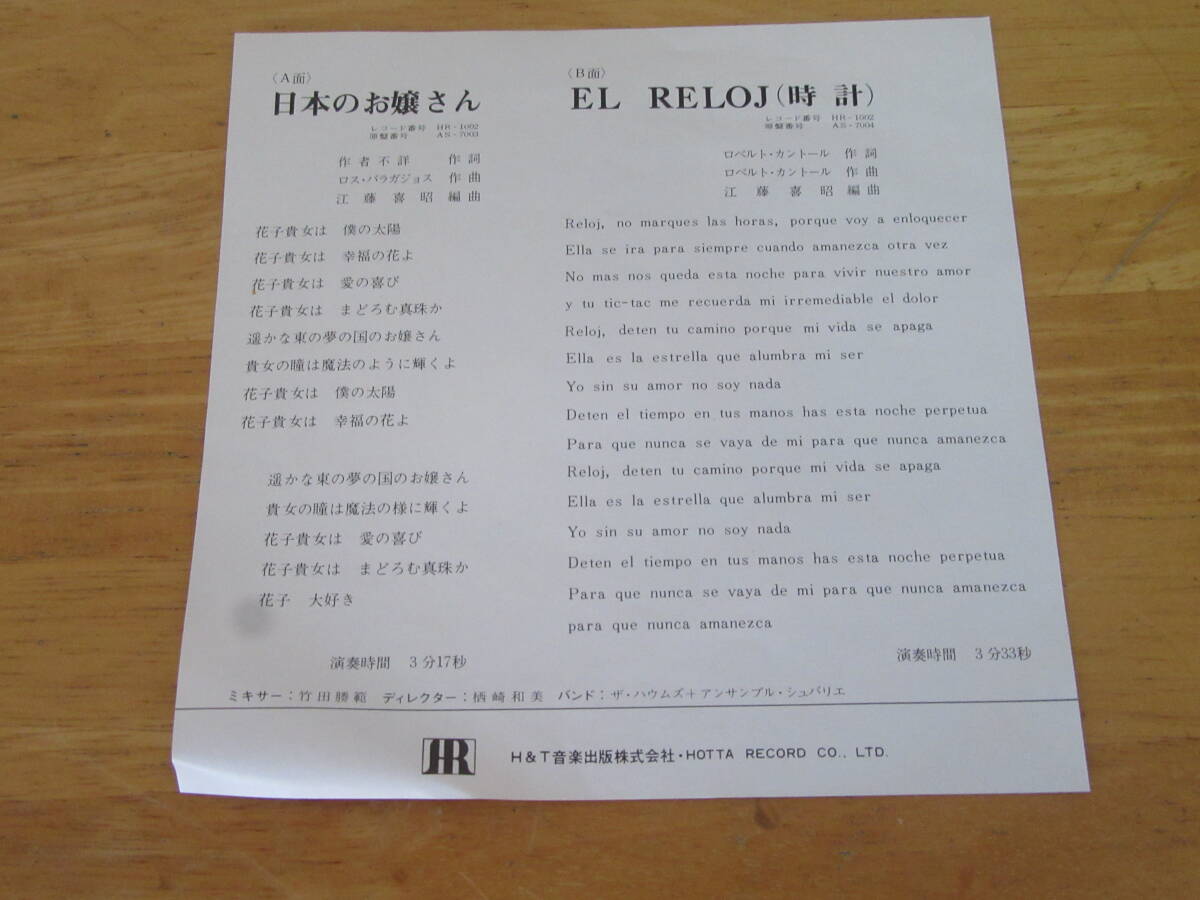 〈A面〉
日本のお嬢さん
レコード番号 HR-1002
原盤番号 AS-7003
作者不詳 作詞
ロス・パラガジョス 作曲
江藤喜昭 編曲
花子貴女は 僕の太陽
花子貴女は 幸福の花よ
花子貴女は 愛の喜び
花子貴女は まどろむ真珠か
遥かな東の夢の国のお嬢さん
貴女の瞳は魔法のように輝くよ
花子貴女は 僕の太陽
花子貴女は 幸福の花よ
遥かな東の夢の国のお嬢さん
貴女の瞳は魔法の様に輝くよ
花子貴女は 愛の喜び
花子貴女は まどろむ真珠か
花子 大好き
演奏時間 3分17秒
〈B面〉
EL RELOJ(時計)
レコード番号 HR-1002
原盤番号 AS-7004
ロベルト・カントール 作詞
ロベルト・カントール 作曲
江藤喜昭 編曲
Reloj, no marques las horas, porque voy a enloquecer
Ella se ira para siempre cuando amanezca otra vez
No mas nos queda esta noche para vivir nuestro amor
y tu tic-tac me recuerda mi irremediable el dolor
Reloj, deten tu camino porque mi vida se apaga
Ella es la estrella que alumbra mi ser
Yo sin su amor no soy nada
Deten el tiempo en tus manos has esta noche perpetua
Para que nunca se vaya de mi para que nunca amanezca
Reloj, deten tu camino porque mi vida se apaga
Ella es la estrella que alumbra mi ser
Yo sin su amor no soy nada
Deten el tiempo en tus manos has esta noche perpetua
Para que nunca se vaya de mi para que nunca amanezca
para que nunca amanezca
演奏時間 3分33秒
ミキサー:竹田勝範 ディレクター:栖崎和美 バンド:ザ・ハウムズ+アンサンブル・シュバリエ
HR H&T音楽出版株式会社・HOTTA RECORD CO., LTD.